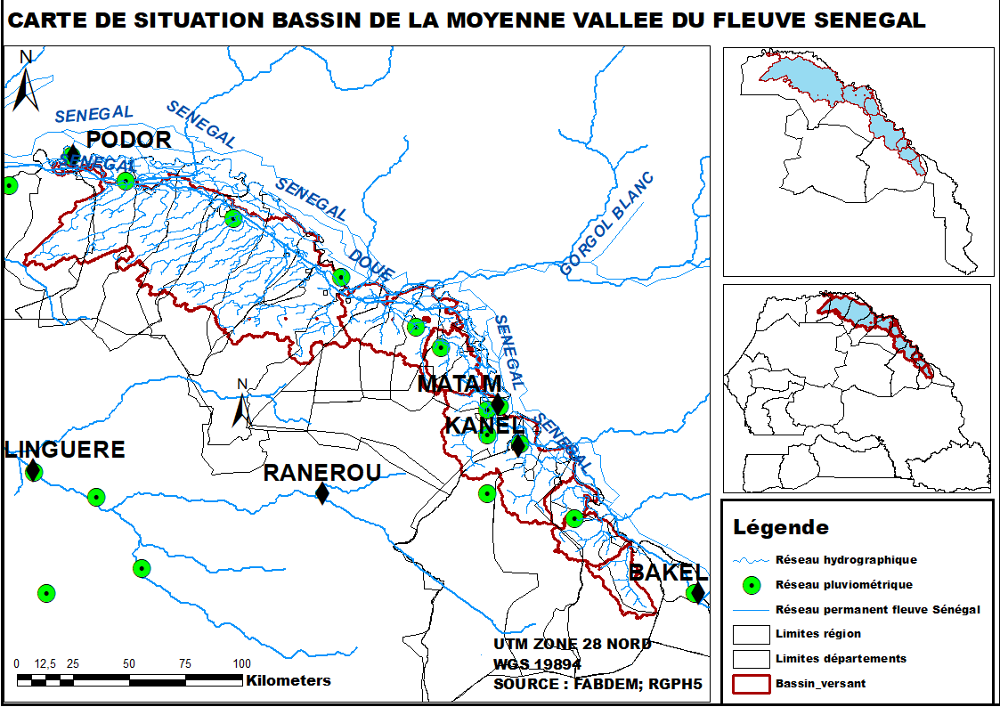 CARTE DE SITUATION BASSIN DE LA MOYENNE VALLEE DU FLEUVE SENEGAL
N
SENEGAL
SENEGAL
PODOR
SENEGAL
SENEGAL
GORGOL BLANC
DOUE
SENEGAL
MATAM
N
KANEL
SENEGAL
LINGUERE
RANEROU
BAKEL
UTM ZONE 28 NORD
WGS 19894
SOURCE : FABDEM; RGPH5
0 12,5 25 50 75 100
Kilometers
Légende
Réseau hydrographique
Réseau pluviométrique
Réseau permanent fleuve Sénégal
Limites région
Limites départements
Bassin_versant